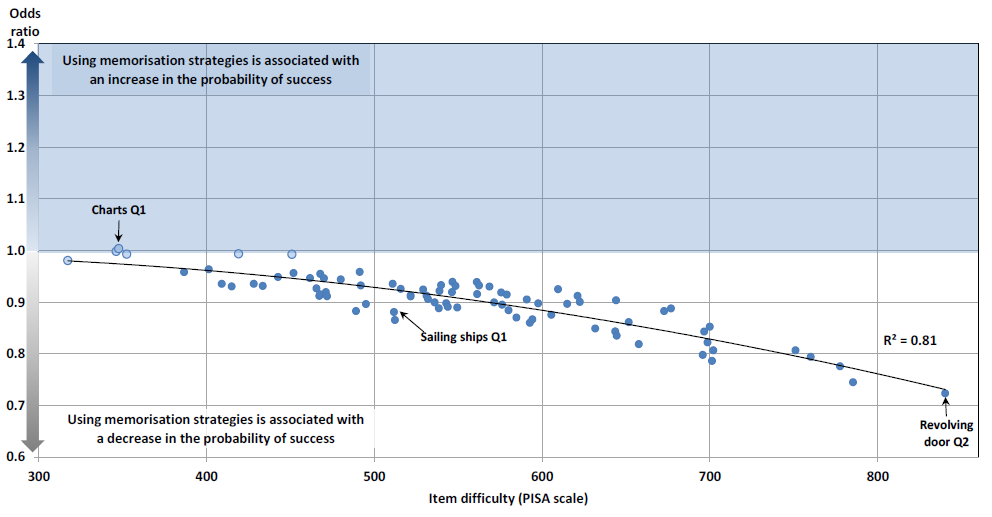 Odds
ratio
1.4
Using memorisation strategies is associated with
an increase in the probability of success
1.3
1.2
1.1
Charts Q1
1.0
0.9
Sailing ships Q1
R² = 0.81
0.8
0.7
Using memorisation strategies is associated with
a decrease in the probability of success
Revolving
door Q2
0.6
300 400 500 600 700 800
Item difficulty (PISA scale)